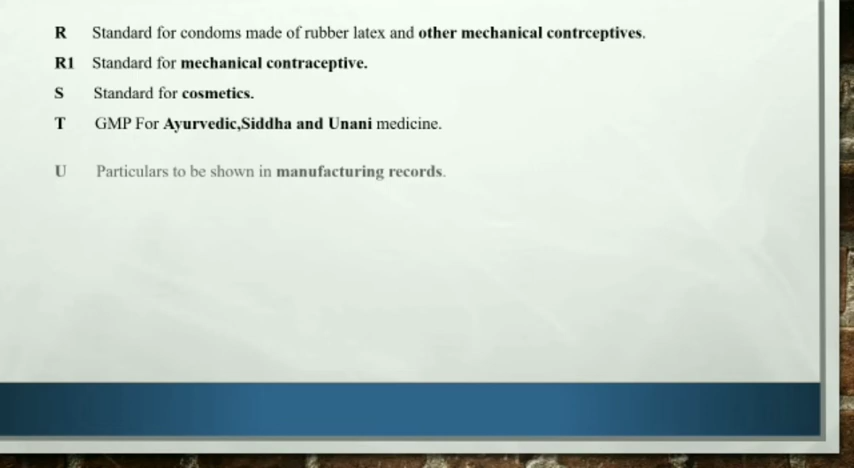 R Standard for condoms made of rubber latex and other mechanical contrceptives.
R1 Standard for mechanical contraceptive.
S Standard for cosmetics.
T GMP For Ayurvedic,Siddha and Unani medicine.
U Particulars to be shown in manufacturing records.